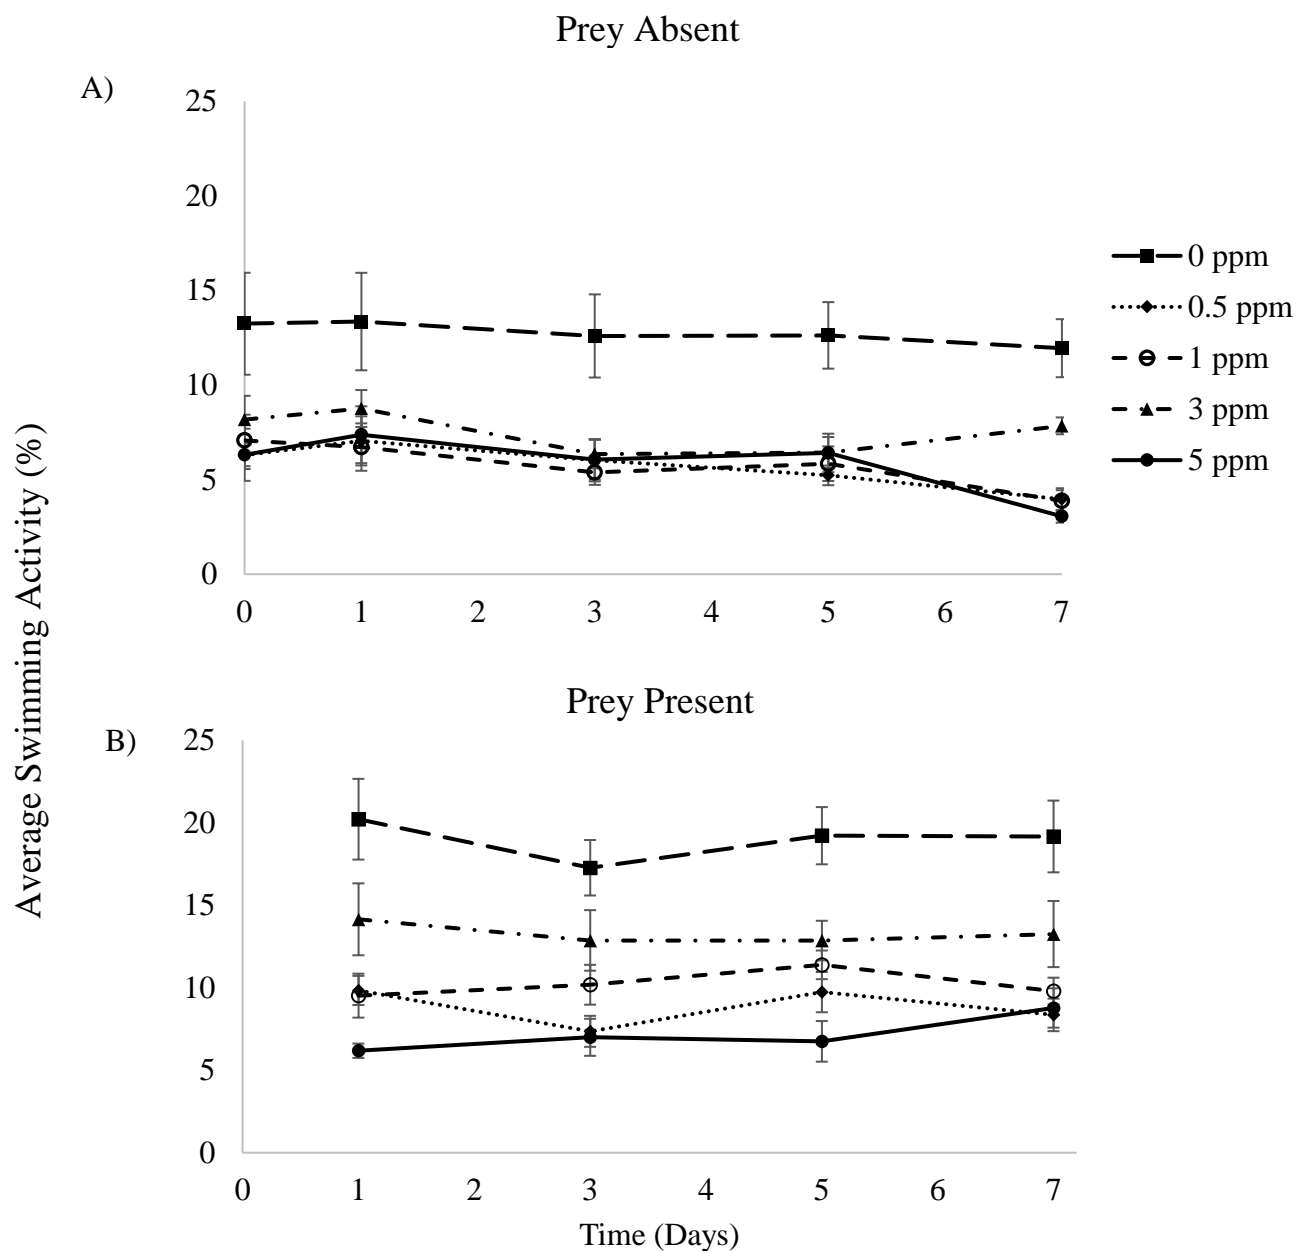 Prey Absent
A)
25
20
15
10
5
0
0 1 2 3 4 5 6 7
0 ppm
0.5 ppm
1 ppm
3 ppm
5 ppm
Average Swimming Activity (%)
Prey Present
B)
25
20
15
10
5
0
0 1 2 3 4 5 6 7
Time (Days)